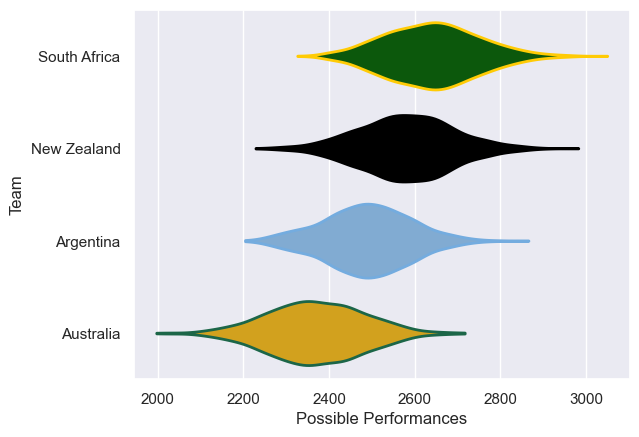 South Africa
New Zealand
Argentina
Australia
Team
2000 2200 2400 2600 2800 3000
Possible Performances